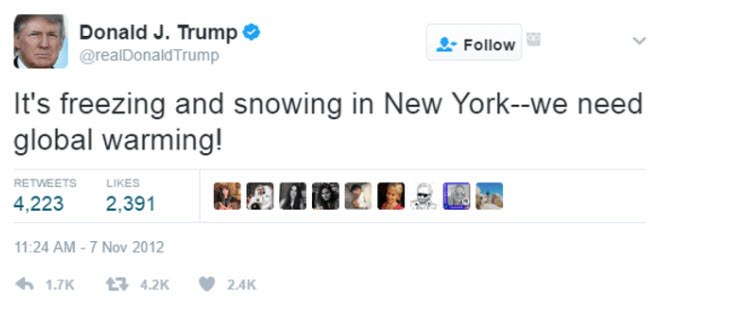 Donald J. Trump
@realDonaldTrump
Follow
It's freezing and snowing in New York--we need
global warming!
RETWEETS LIKES
4,223 2,391
11:24 AM - 7 Nov 2012
1.7K 4.2K 2.4K